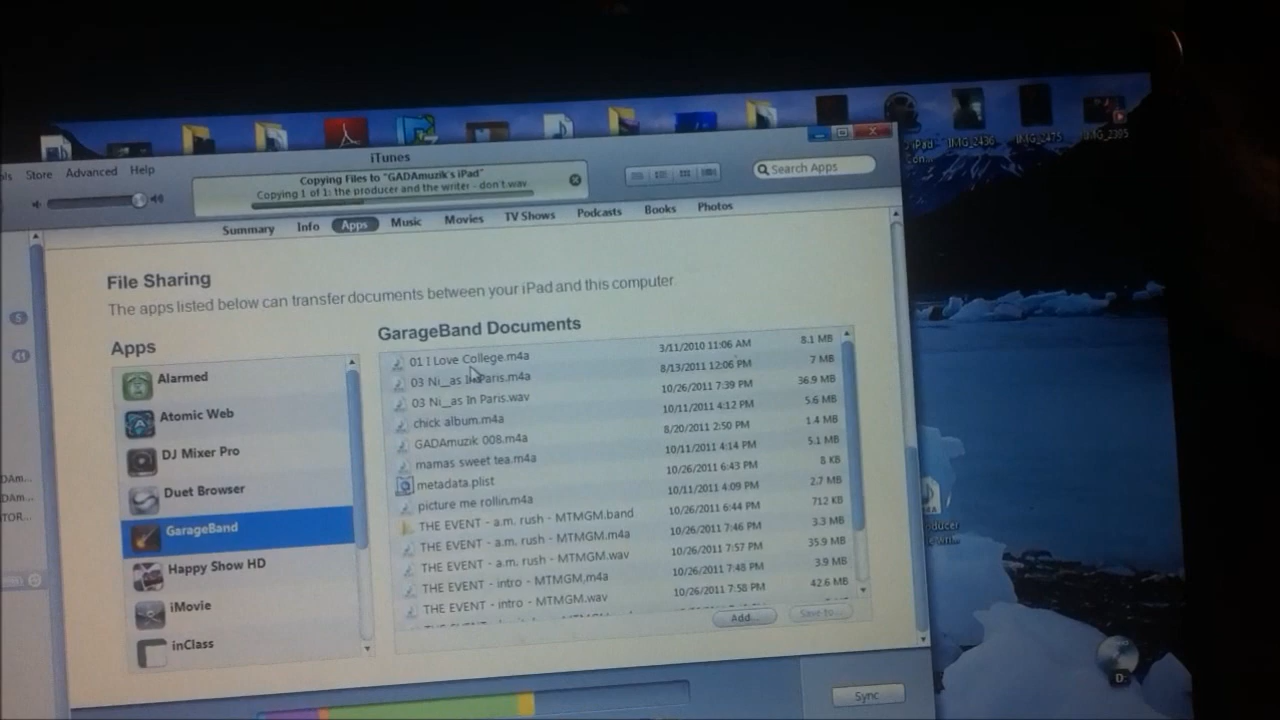 IMG_2436
IMG_2475
IMG_2395
iPad
con...
iTunes
Store Advanced Help
Copying Files to "GADAmuzik's iPad"
Copying 1 of 1: the producer and the writer - don't.wav
Search Apps
Summary Info Apps Music Movies TV Shows Podcasts Books Photos
File Sharing
The apps listed below can transfer documents between your iPad and this computer
Apps
Alarmed
Atomic Web
DJ Mixer Pro
Duet Browser
GarageBand
Happy Show HD
iMovie
inClass
GarageBand Documents
01 I Love College.m4a 3/11/2010 11:06 AM 8.1 MB
03 Ni__as In Paris.m4a 8/13/2011 12:06 PM 7 MB
03 Ni__as In Paris.wav 10/26/2011 7:39 PM 36.9 MB
chick album.m4a 10/11/2011 4:12 PM 5.6 MB
GADAmuzik 008.m4a 8/20/2011 2:50 PM 1.4 MB
mamas sweet tea.m4a 10/11/2011 4:14 PM 5.1 MB
metadata.plist 10/26/2011 6:43 PM 8 KB
picture me rollin.m4a 10/11/2011 4:09 PM 2.7 MB
THE EVENT - a.m. rush - MTMGM.band 10/26/2011 6:44 PM 712 KB
THE EVENT - a.m. rush - MTMGM.m4a 10/26/2011 7:46 PM 3.3 MB
THE EVENT - a.m. rush - MTMGM.wav 10/26/2011 7:57 PM 35.9 MB
THE EVENT - intro - MTMGM.m4a 10/26/2011 7:48 PM 3.9 MB
THE EVENT - intro - MTMGM.wav 10/26/2011 7:58 PM 42.6 MB
Add...
Save to...
Sync
5
41
DAm...
DAm...
TOR...
D: